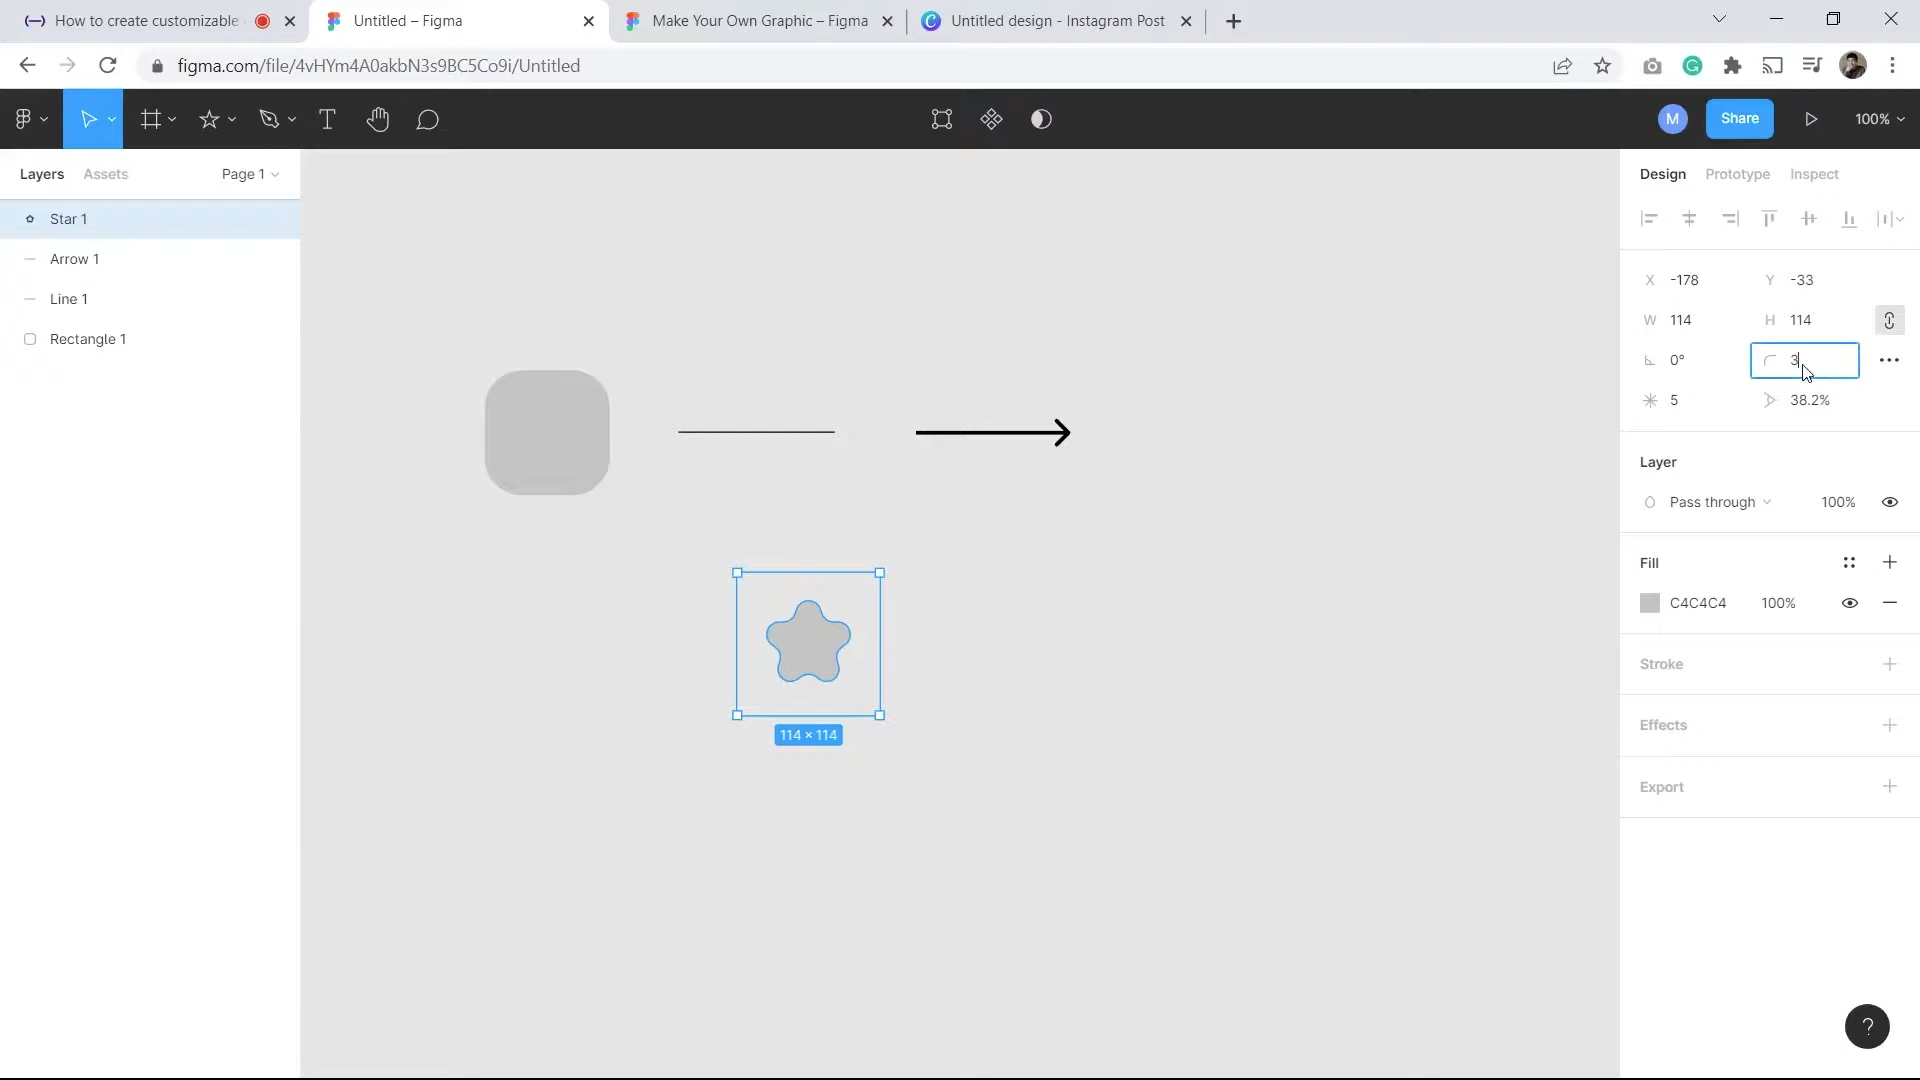 How to create customizable
Untitled – Figma
Make Your Own Graphic – Figma
Untitled design - Instagram Post
figma.com/file/4vHYm4A0akbN3s9BC5Co9i/Untitled
M
Share
100%
Layers
Assets
Page 1
Design
Prototype
Inspect
Star 1
Arrow 1
Line 1
Rectangle 1
X -178
Y -33
W 114
H 114
0°
3
5
38.2%
Layer
Pass through
100%
Fill
C4C4C4
100%
Stroke
Effects
Export
114 × 114
?